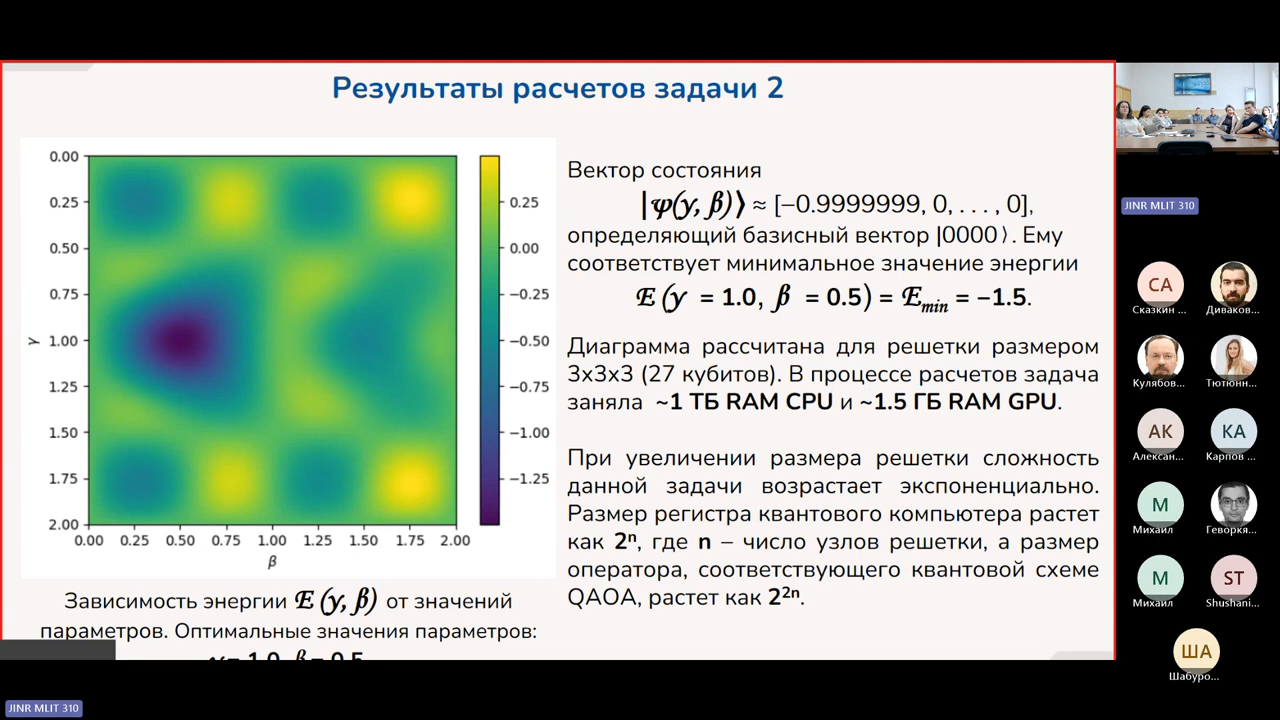 Результаты расчетов задачи 2
0.00
0.25
0.50
0.75
1.00
1.25
1.50
1.75
2.00
γ
0.00 0.25 0.50 0.75 1.00 1.25 1.50 1.75 2.00
β
0.25
0.00
−0.25
−0.50
−0.75
−1.00
−1.25
Зависимость энергии E (γ, β) от значений
параметров. Оптимальные значения параметров:
γ = 1.0, β = 0.5
Вектор состояния
|ψ(γ, β)⟩ ≈ [−0.9999999, 0, . . . , 0],
определяющий базисный вектор |0000⟩. Ему
соответствует минимальное значение энергии
E (γ = 1.0, β = 0.5) = Emin = −1.5.
Диаграмма рассчитана для решетки размером
3x3x3 (27 кубитов). В процессе расчетов задача
заняла ~1 ТБ RAM CPU и ~1.5 ГБ RAM GPU.
При увеличении размера решетки сложность
данной задачи возрастает экспоненциально.
Размер регистра квантового компьютера растет
как 2ⁿ, где n – число узлов решетки, а размер
оператора, соответствующего квантовой схеме
QAOA, растет как 2²ⁿ.
JINR MLIT 310
СА
Сказкин ...
Диваков...
Кулябов...
Тютюнн...
АК
Алексан...
КА
Карпов ...
М
Михаил
Геворкя...
М
Михаил
ST
Shushani...
ША
Шабуро...
JINR MLIT 310